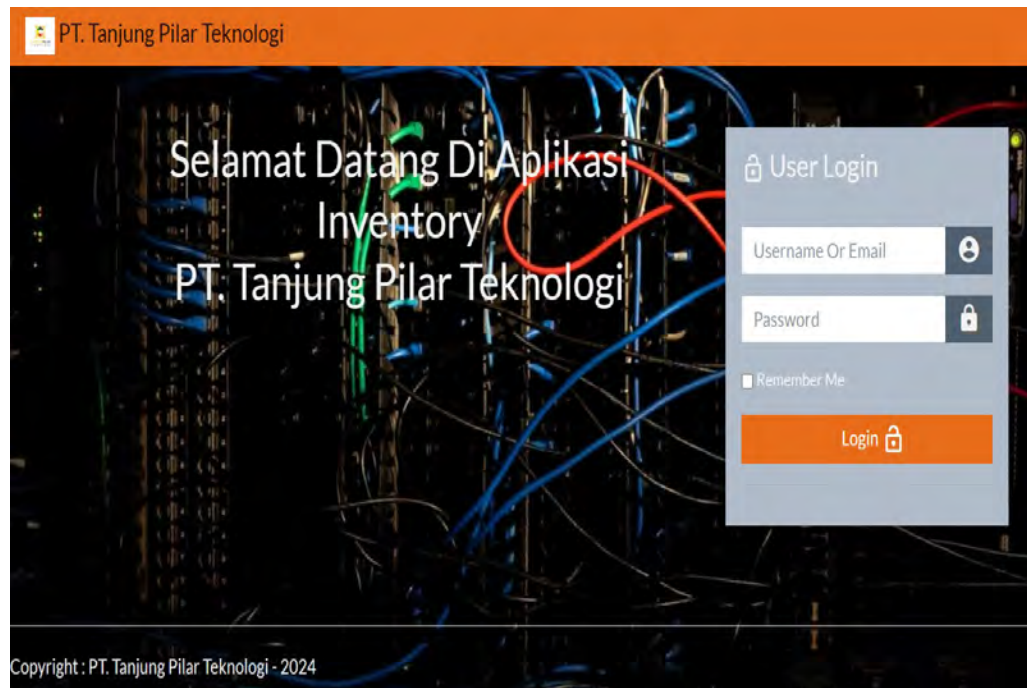 PT. Tanjung Pilar Teknologi
Selamat Datang Di Aplikasi
Inventory
PT. Tanjung Pilar Teknologi
User Login
Username Or Email
Password
Remember Me
Login
Copyright : PT. Tanjung Pilar Teknologi - 2024